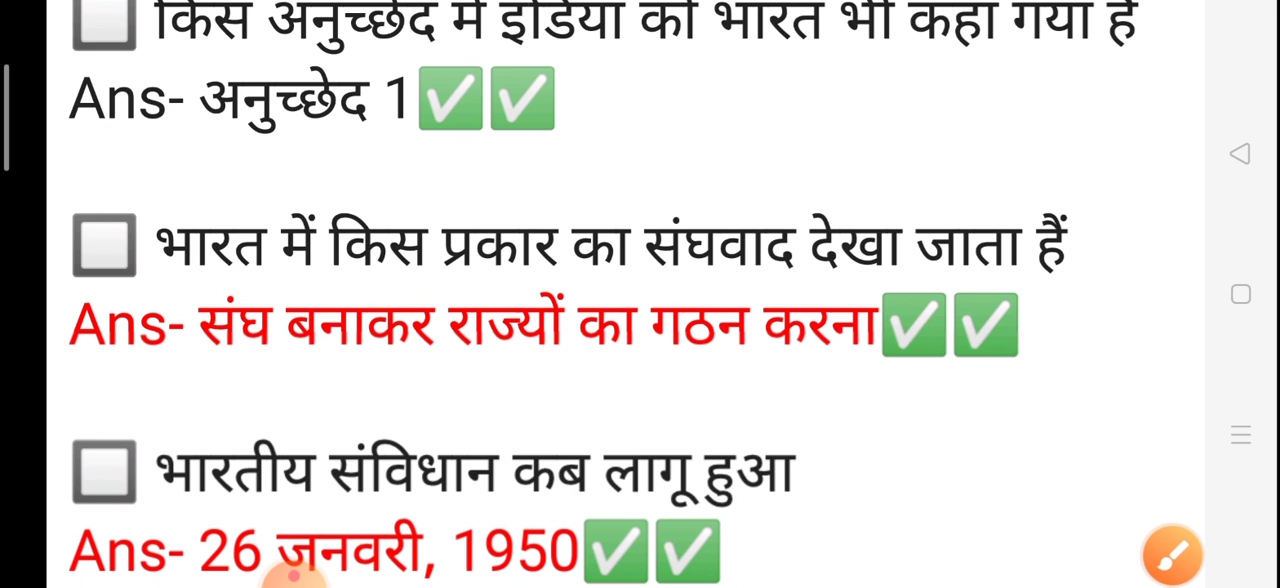 किस अनुच्छेद में इंडिया को भारत भी कहा गया है
Ans- अनुच्छेद 1✅✅
🔲 भारत में किस प्रकार का संघवाद देखा जाता हैं
Ans- संघ बनाकर राज्यों का गठन करना✅✅
🔲 भारतीय संविधान कब लागू हुआ
Ans- 26 जनवरी, 1950✅✅